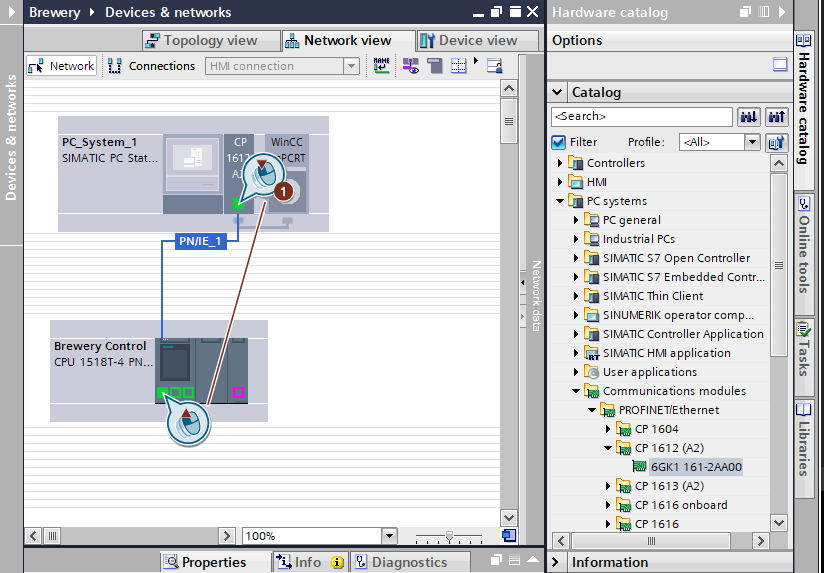 Brewery ▸ Devices & networks
Topology view
Network view
Device view
Network
Connections
HMI connection
NAME
Devices & networks
PC_System_1
SIMATIC PC Stat...
CP
1612
WinCC
PCRT
1
PN/IE_1
Brewery Control
CPU 1518T-4 PN...
Network data
100%
Properties
Info
Diagnostics
Hardware catalog
Options
Catalog
<Search>
Filter
Profile:
<All>
Controllers
HMI
PC systems
PC general
Industrial PCs
SIMATIC S7 Open Controller
SIMATIC S7 Embedded Contr...
SIMATIC Thin Client
SINUMERIK operator comp...
SIMATIC Controller Application
RT
SIMATIC HMI application
User applications
Communications modules
PROFINET/Ethernet
CP 1604
CP 1612 (A2)
6GK1 161-2AA00
CP 1613 (A2)
CP 1616 onboard
CP 1616
Information
Hardware catalog
Online tools
Tasks
Libraries